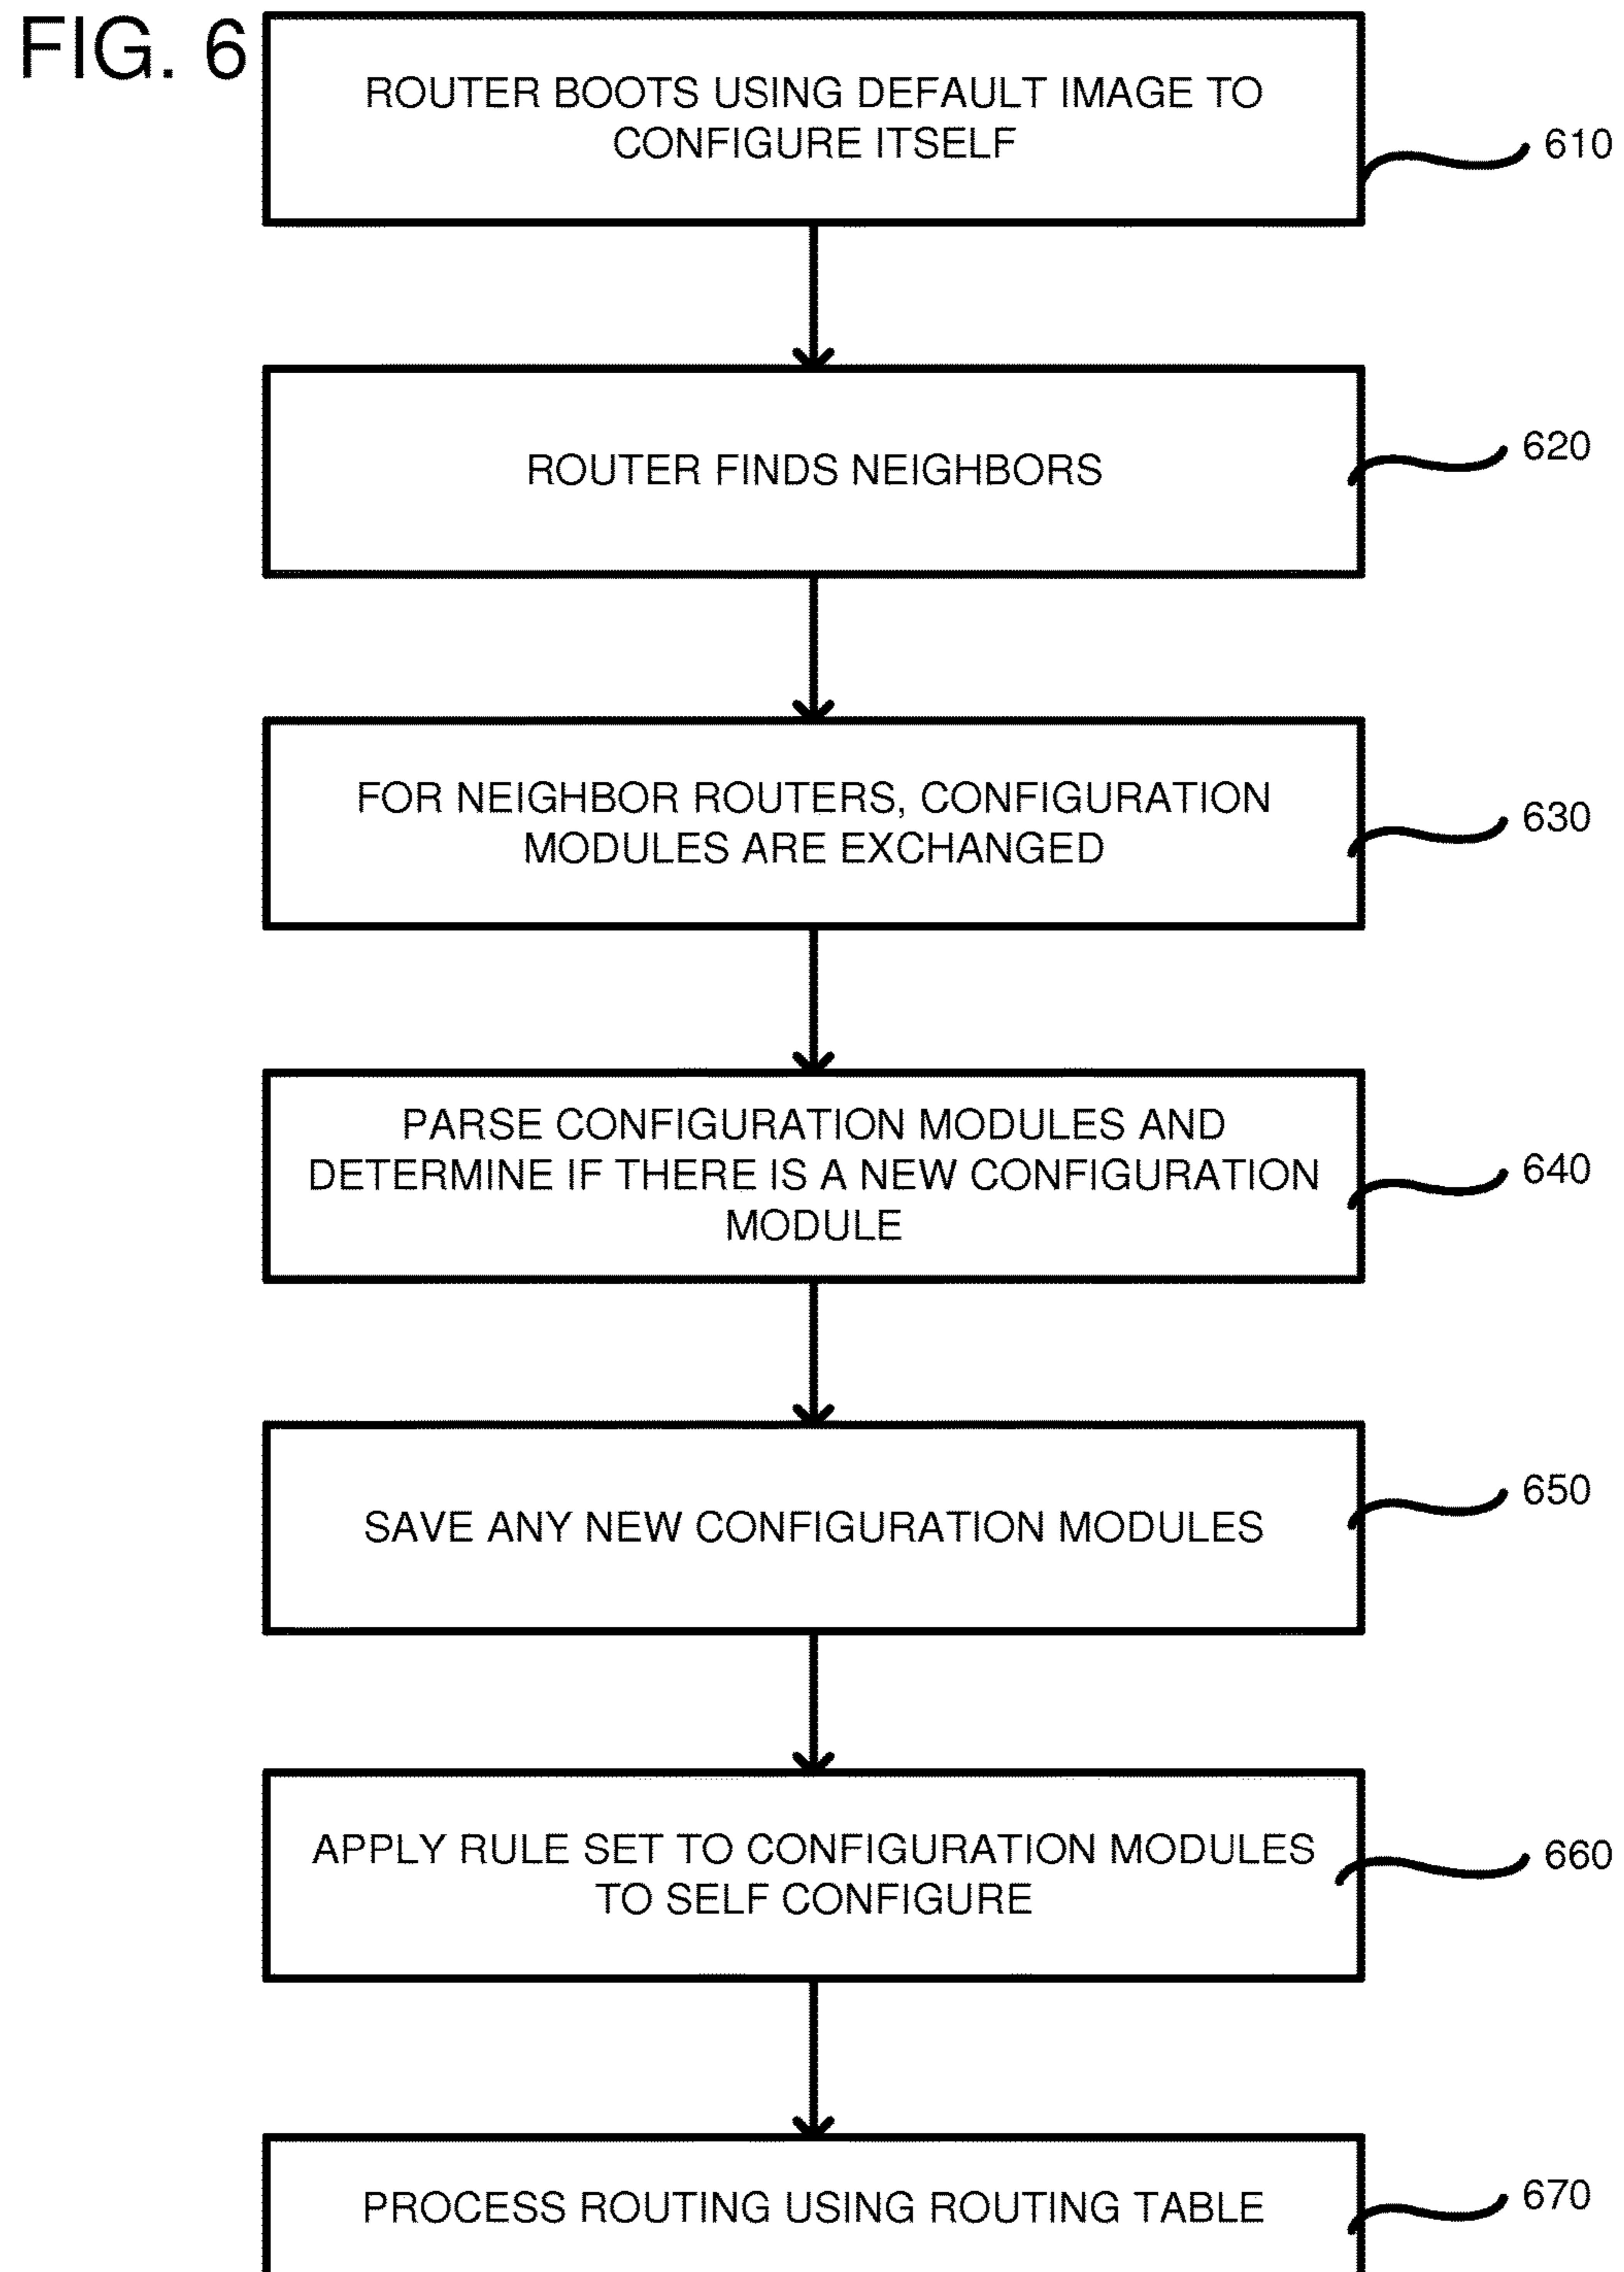 FIG. 6
ROUTER BOOTS USING DEFAULT IMAGE TO
CONFIGURE ITSELF
610
ROUTER FINDS NEIGHBORS
620
FOR NEIGHBOR ROUTERS, CONFIGURATION
MODULES ARE EXCHANGED
630
PARSE CONFIGURATION MODULES AND
DETERMINE IF THERE IS A NEW CONFIGURATION
MODULE
640
SAVE ANY NEW CONFIGURATION MODULES
650
APPLY RULE SET TO CONFIGURATION MODULES
TO SELF CONFIGURE
660
PROCESS ROUTING USING ROUTING TABLE
670